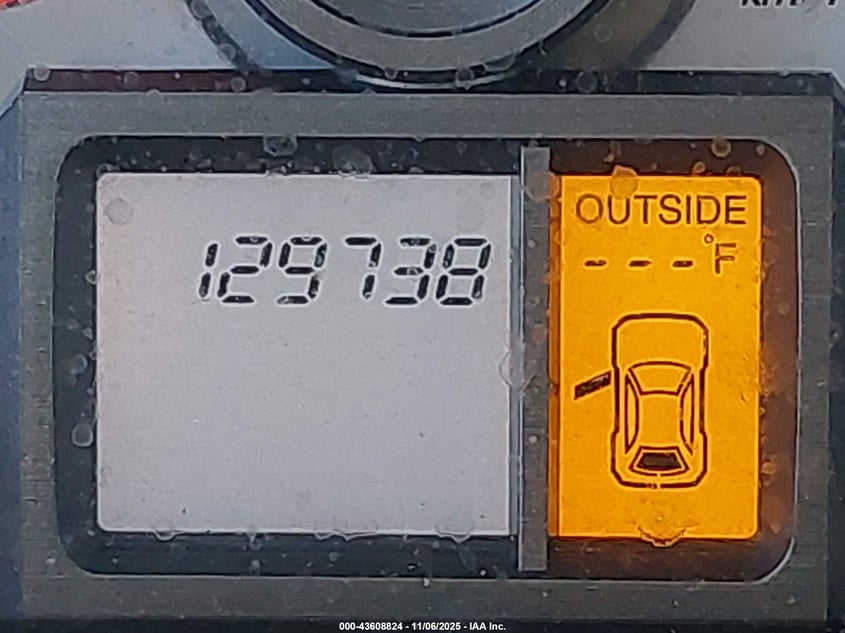 129738
OUTSIDE
---°F
000-43608824 - 11/06/2025 - IAA Inc.